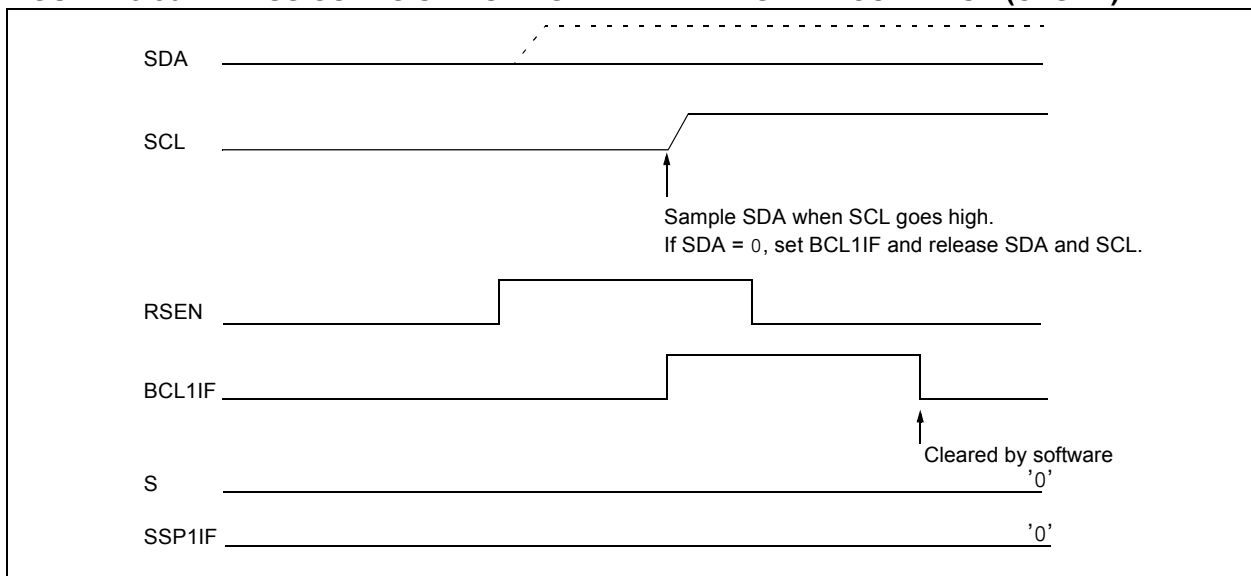 SDA
SCL
Sample SDA when SCL goes high.
If SDA = 0, set BCL1IF and release SDA and SCL.
RSEN
BCL1IF
Cleared by software
S
'0'
SSP1IF
'0'